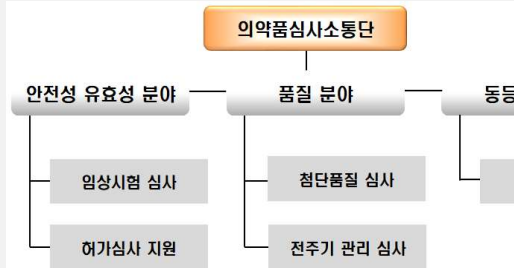 의약품심사소통단
안전성 유효성 분야
품질 분야
임상시험 심사
첨단품질 심사
허가심사 지원
전주기 관리 심사